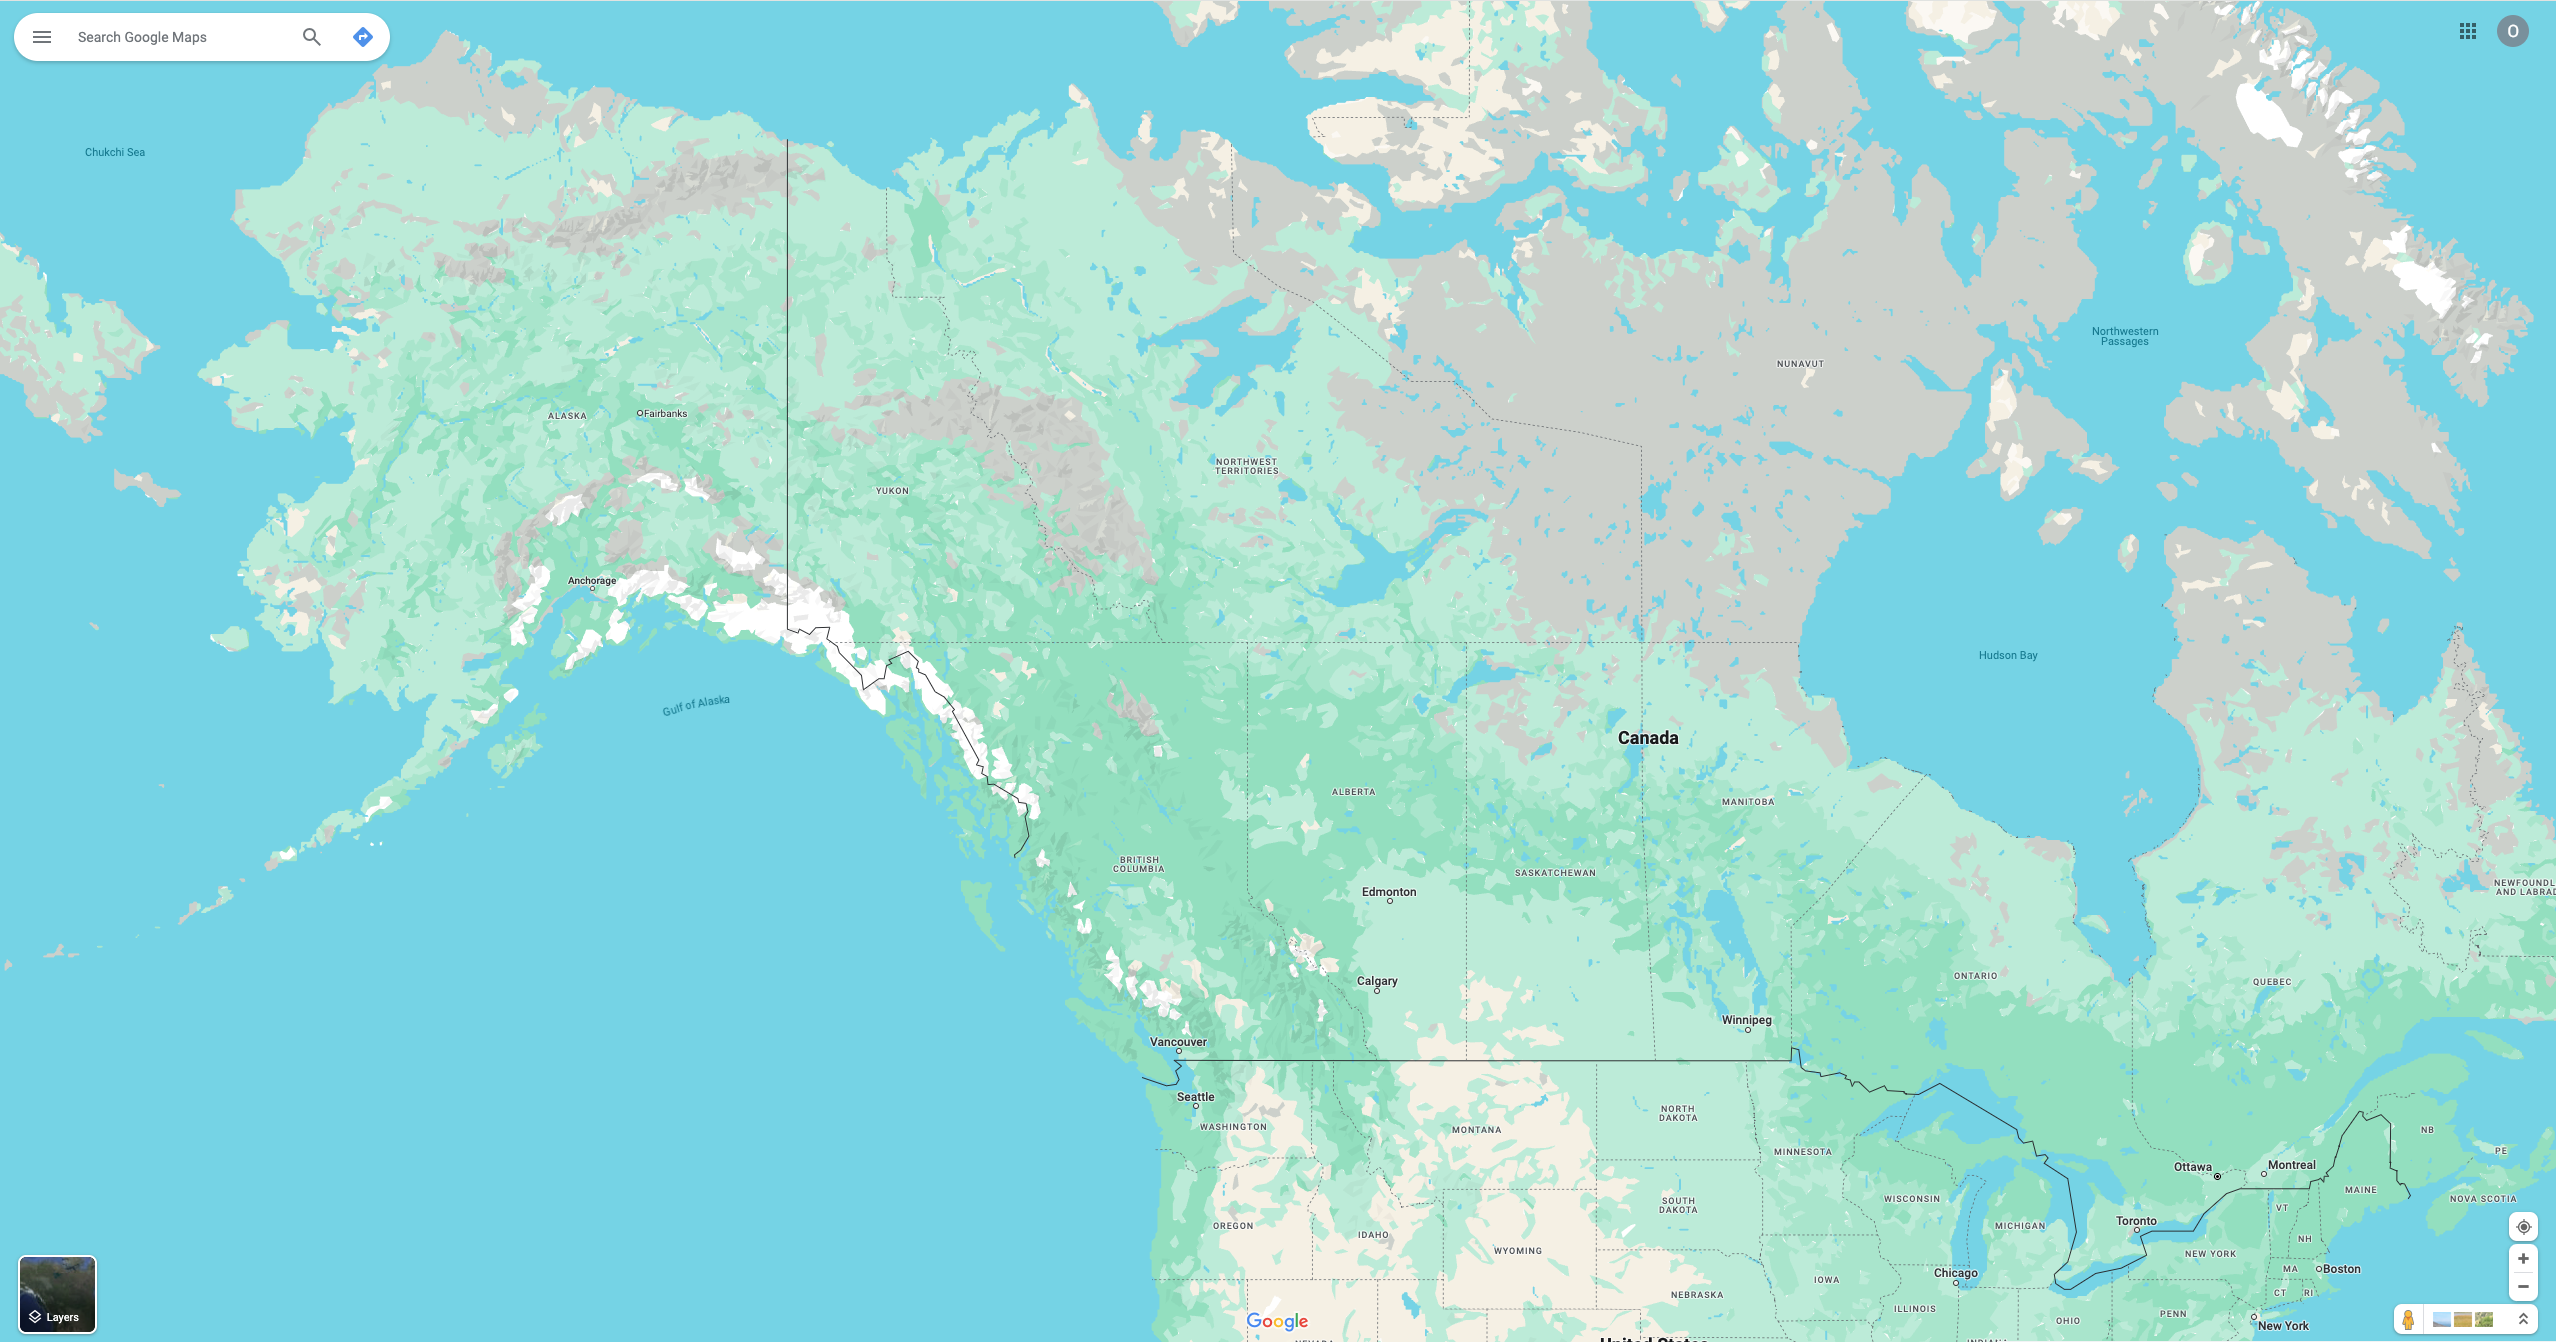 Search Google Maps
O
Chukchi Sea
Northwestern
Passages
NUNAVUT
ALASKA
Fairbanks
NORTHWEST
TERRITORIES
YUKON
Anchorage
Hudson Bay
Gulf of Alaska
Canada
ALBERTA
MANITOBA
BRITISH
COLUMBIA
SASKATCHEWAN
Edmonton
NEWFOUNDL
AND LABRAD
ONTARIO
Calgary
QUEBEC
Winnipeg
Vancouver
Seattle
NORTH
DAKOTA
WASHINGTON
MONTANA
NB
MINNESOTA
PE
Ottawa
Montreal
MAINE
WISCONSIN
NOVA SCOTIA
SOUTH
DAKOTA
VT
Toronto
OREGON
MICHIGAN
IDAHO
NH
WYOMING
NEW YORK
MA
Boston
Chicago
IOWA
CT
RI
NEBRASKA
ILLINOIS
PENN
Layers
Google
OHIO
New York
United States